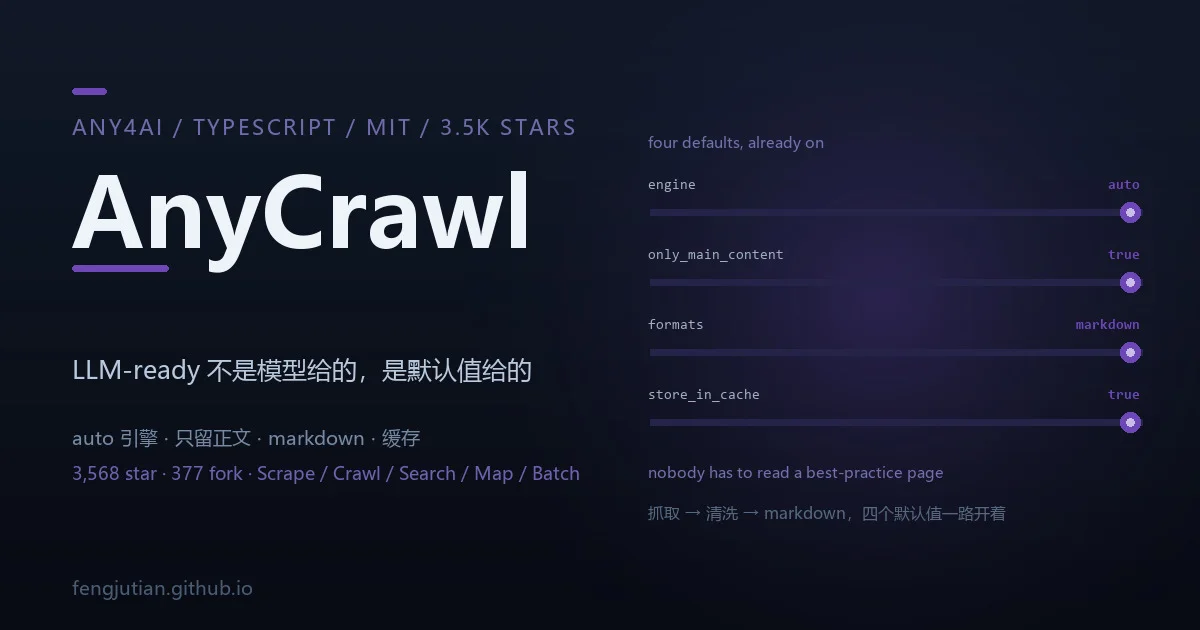 ANY4AI / TYPESCRIPT / MIT / 3.5K STARS
AnyCrawl
LLM-ready 不是模型给的，是默认值给的
auto 引擎 · 只留正文 · markdown · 缓存
3,568 star · 377 fork · Scrape / Crawl / Search / Map / Batch
fengjutian.github.io
four defaults, already on
engine auto
only_main_content true
formats markdown
store_in_cache true
nobody has to read a best-practice page
抓取 → 清洗 → markdown，四个默认值一路开着